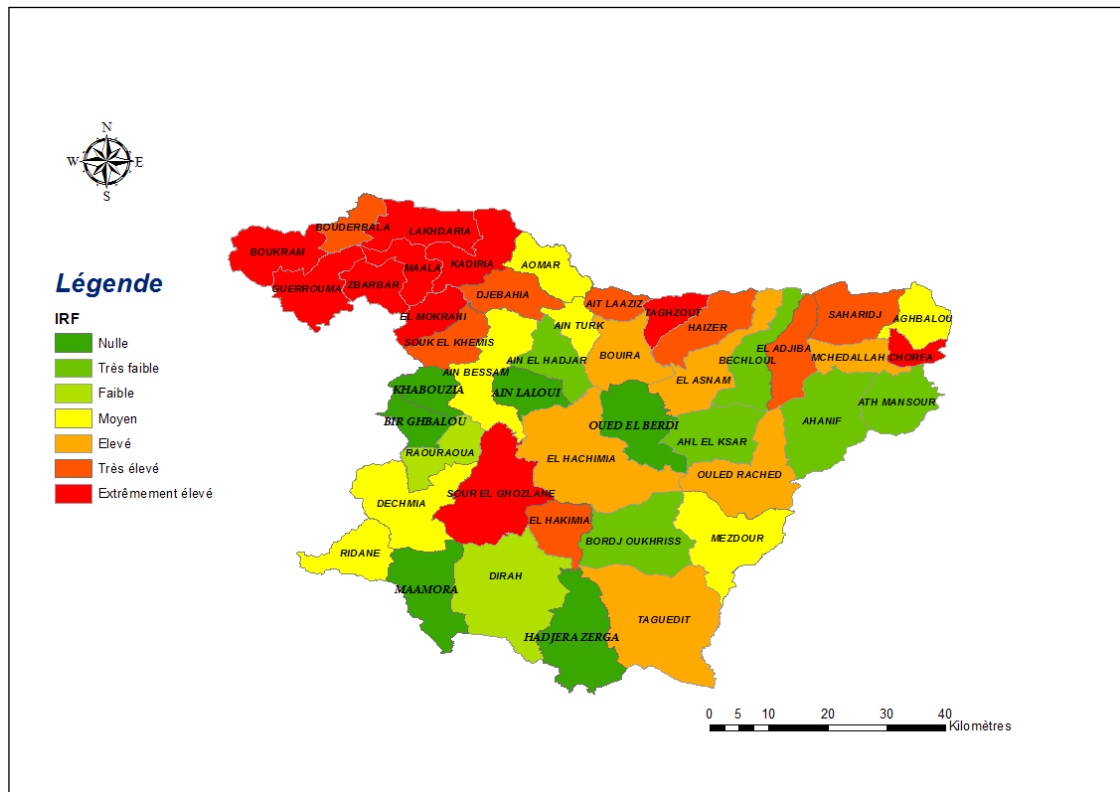 N
W E
S
Légende
IRF
Nulle
Très faible
Faible
Moyen
Elevé
Très élevé
Extrêmement élevé
BOUDERBALA
LAKHDARIA
BOUKRAM
MAALA
KADIRIA
AOMAR
GUERROUMA
ZBARBAR
DJEBAHIA
AIT LAAZIZ
TAGHZOUT
HAIZER
SAHARIDJ
AGHBALOU
EL MOKRANI
AIN TURK
SOUK EL KHEMIS
EL ADJIBA
BOUIRA
MCHEDALLAH
CHORFA
AIN EL HADJAR
BECHLOUL
AIN BESSAM
EL ASNAM
KHABOUZIA
AIN LALOUI
ATH MANSOUR
BIR GHBALOU
OUED EL BERDI
AHANIF
AHL EL KSAR
RAOURAOUA
EL HACHIMIA
OULED RACHED
SOUR EL GHOZLANE
DECHMIA
EL HAKIMIA
BORDJ OUKHRISS
MEZDOUR
RIDANE
DIRAH
MAAMORA
TAGUEDIT
HADJERA ZERGA
0 5 10 20 30 40
Kilomètres